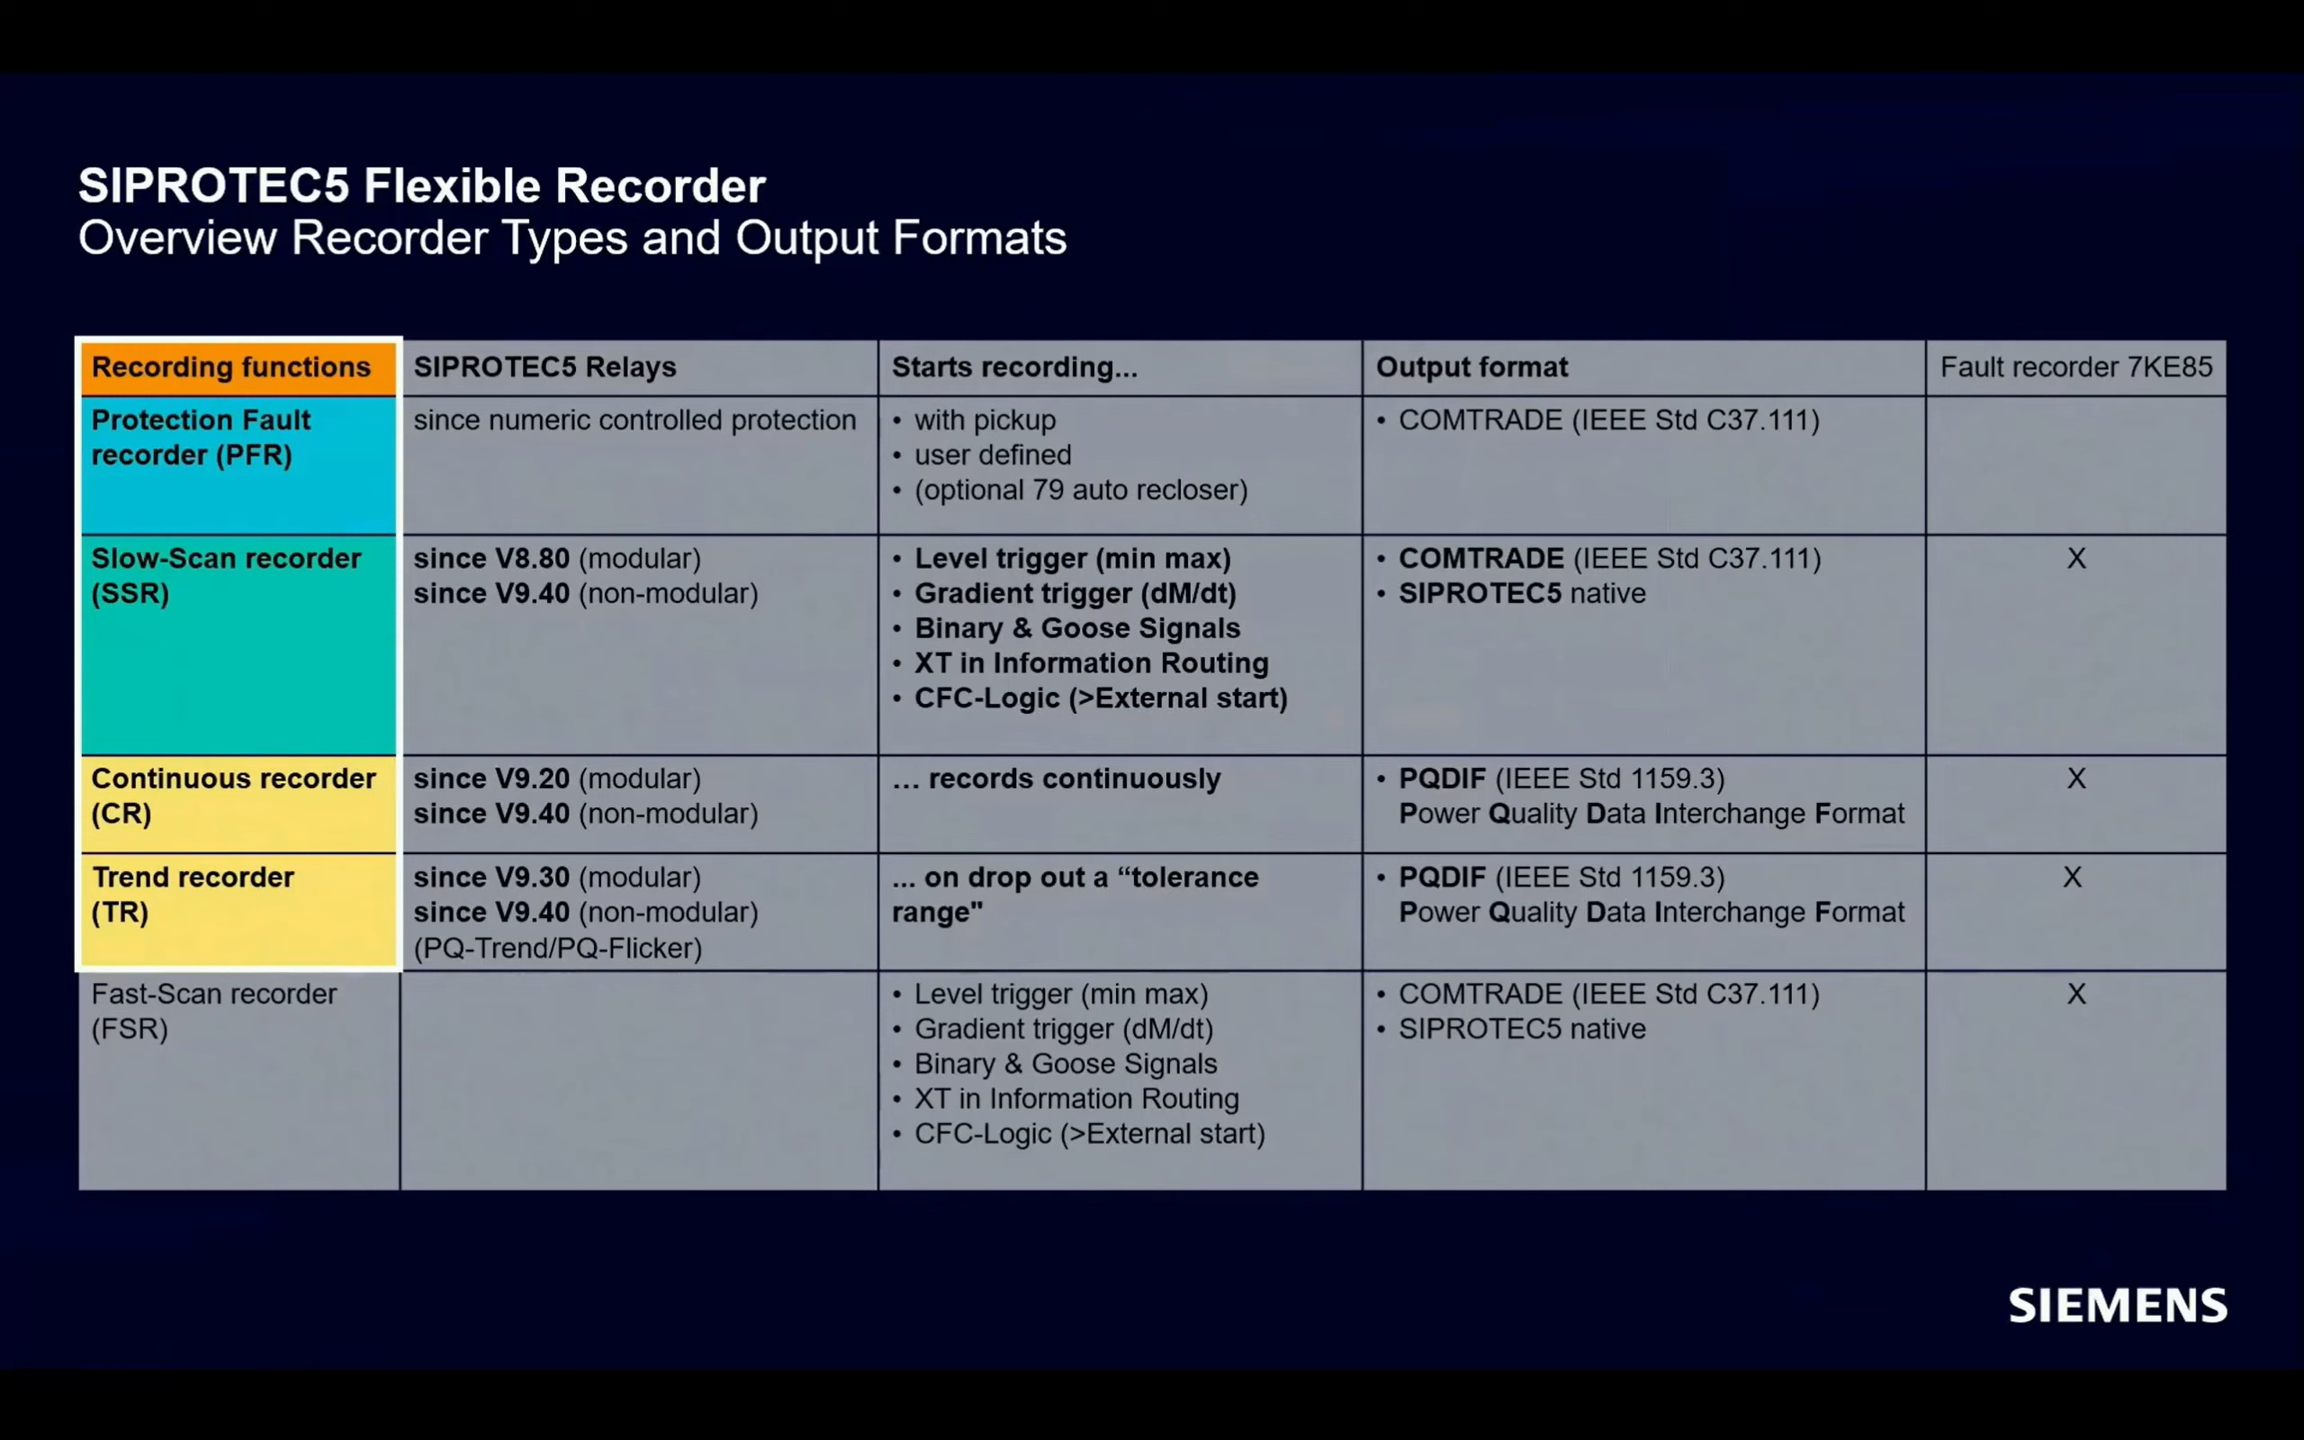 SIPROTEC5 Flexible Recorder
Overview Recorder Types and Output Formats
Recording functions
SIPROTEC5 Relays
Starts recording...
Output format
Fault recorder 7KE85
Protection Fault
recorder (PFR)
since numeric controlled protection
• with pickup
• user defined
• (optional 79 auto recloser)
• COMTRADE (IEEE Std C37.111)
Slow-Scan recorder
(SSR)
since V8.80 (modular)
since V9.40 (non-modular)
• Level trigger (min max)
• Gradient trigger (dM/dt)
• Binary & Goose Signals
• XT in Information Routing
• CFC-Logic (>External start)
• COMTRADE (IEEE Std C37.111)
• SIPROTEC5 native
X
Continuous recorder
(CR)
since V9.20 (modular)
since V9.40 (non-modular)
... records continuously
• PQDIF (IEEE Std 1159.3)
Power Quality Data Interchange Format
X
Trend recorder
(TR)
since V9.30 (modular)
since V9.40 (non-modular)
(PQ-Trend/PQ-Flicker)
... on drop out a “tolerance
range"
• PQDIF (IEEE Std 1159.3)
Power Quality Data Interchange Format
X
Fast-Scan recorder
(FSR)
• Level trigger (min max)
• Gradient trigger (dM/dt)
• Binary & Goose Signals
• XT in Information Routing
• CFC-Logic (>External start)
• COMTRADE (IEEE Std C37.111)
• SIPROTEC5 native
X
SIEMENS